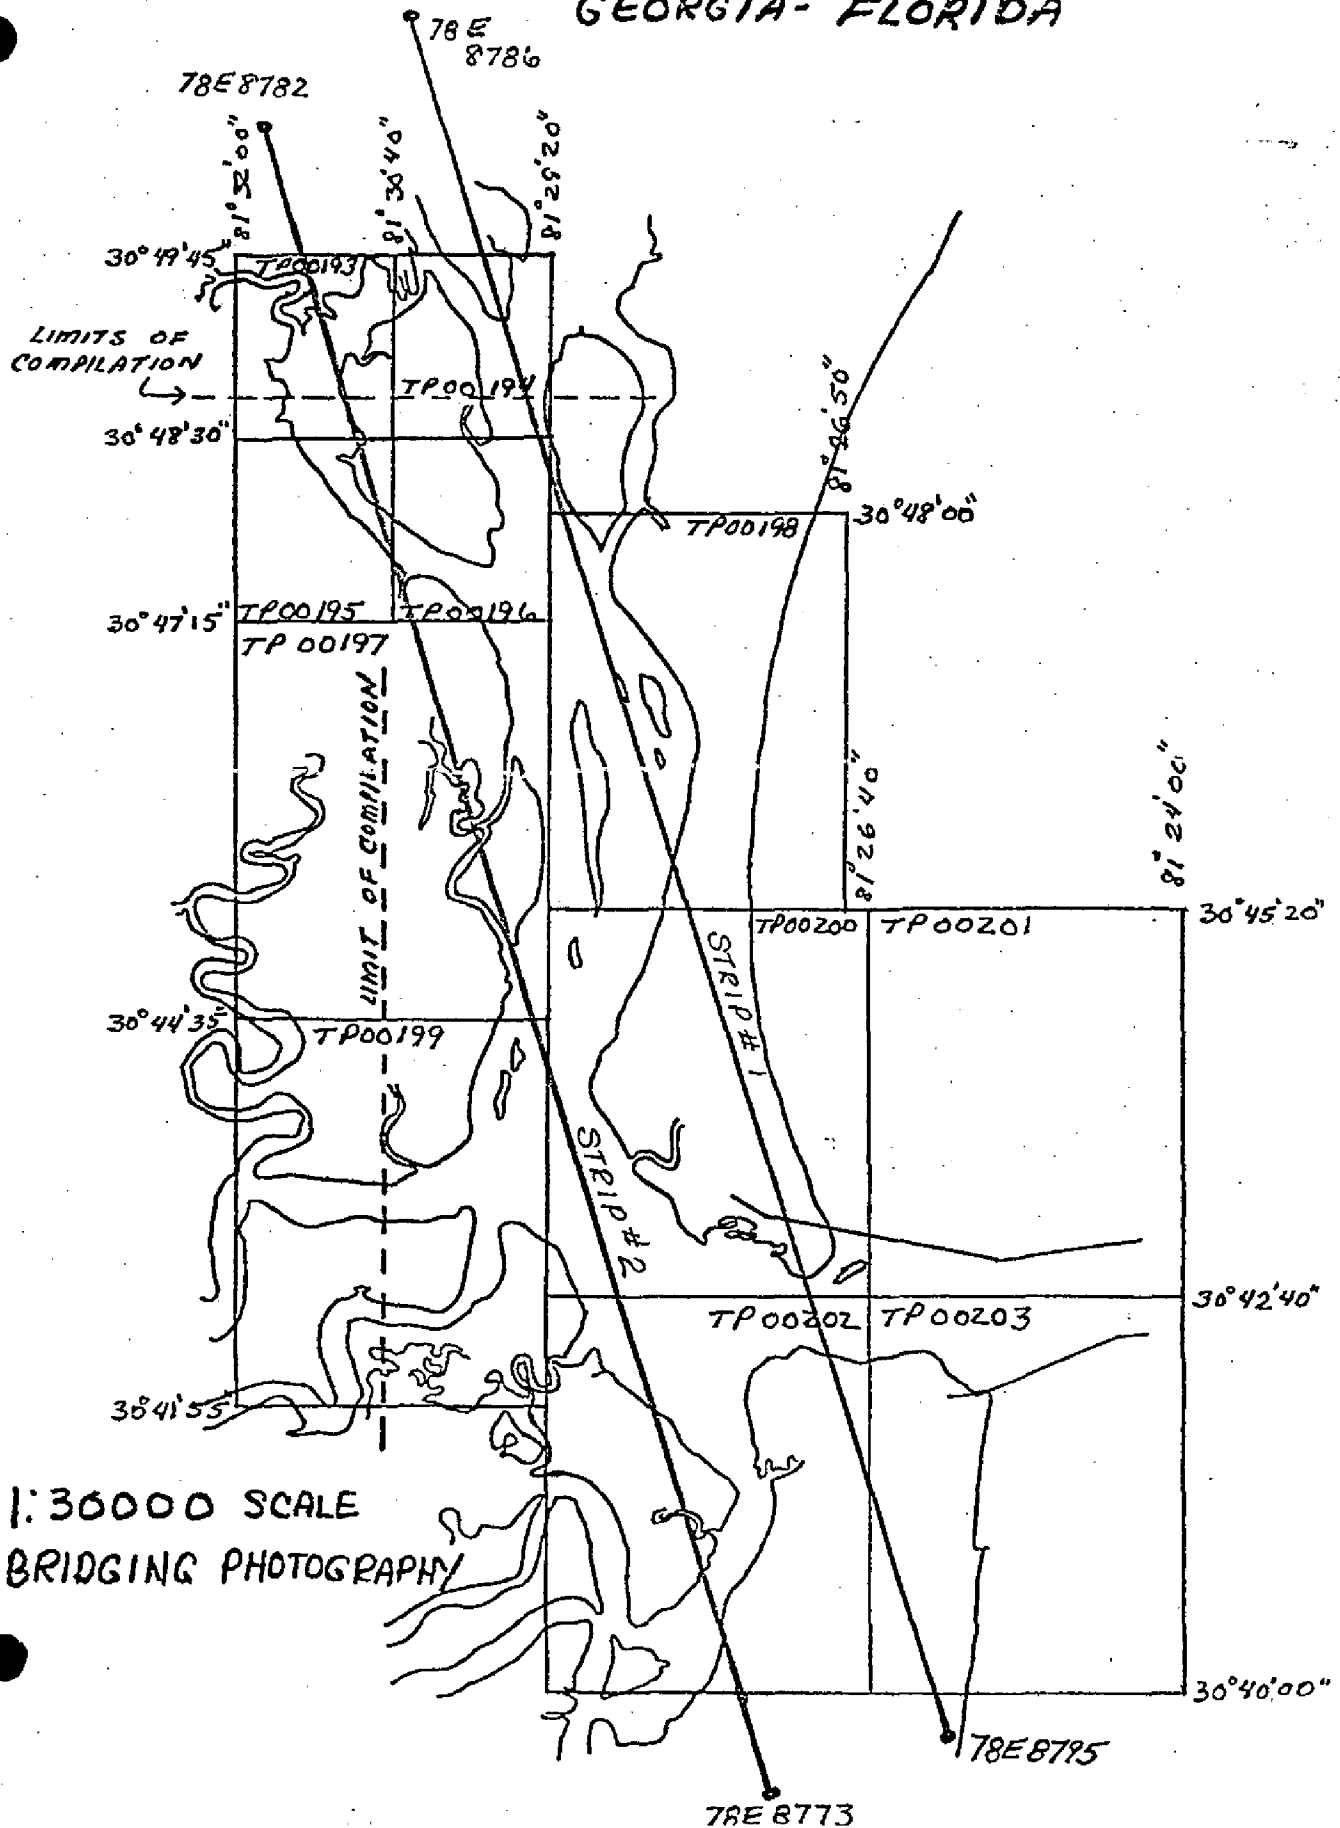 GEORGIA- FLORIDA
78E
8786
78E8782
81°32'00"
81°30'40"
81°29'20"
30°49'45"
TP00193
LIMITS OF
COMPILATION
TP00194
81°26'50"
30°48'30"
30°48'00"
TP00198
30°47'15"
TP00195
TP00196
TP00197
LIMIT OF COMPILATION
81°26'40"
81°24'00"
TP00200
TP00201
30°45'20"
STRIP #1
30°44'35"
TP00199
STRIP #2
30°42'40"
TP00202
TP00203
30°41'55"
1:30000 SCALE
BRIDGING PHOTOGRAPHY
30°40'00"
78E8795
78E8773